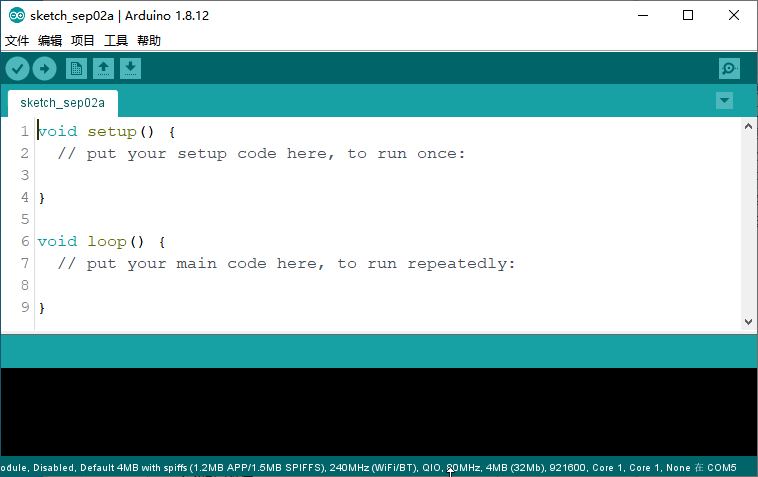 sketch_sep02a | Arduino 1.8.12
文件 编辑 项目 工具 帮助
sketch_sep02a
1 void setup() {
2 // put your setup code here, to run once:
3
4 }
5
6 void loop() {
7 // put your main code here, to run repeatedly:
8
9 }
odule, Disabled, Default 4MB with spiffs (1.2MB APP/1.5MB SPIFFS), 240MHz (WiFi/BT), QIO, 80MHz, 4MB (32Mb), 921600, Core 1, Core 1, None 在 COM5